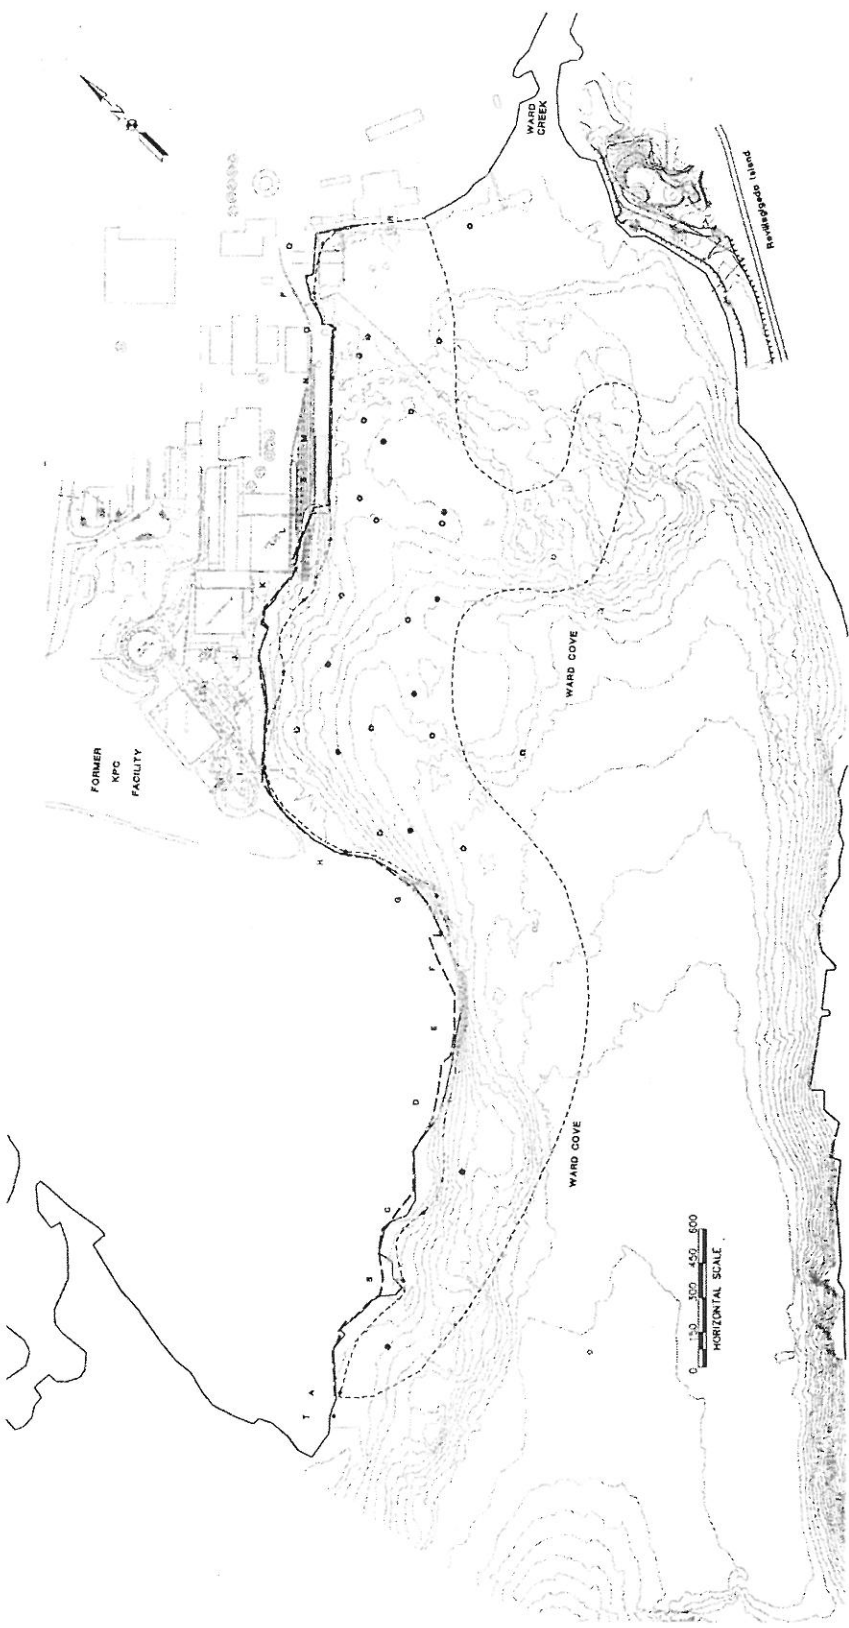 N
WARD
CREEK
Revillagigedo Island
R
Q
P
O
N
M
L
K
J
I
H
G
F
E
D
C
B
A
T
FORMER
KPC
FACILITY
WARD COVE
WARD COVE
0 150 300 450 600
HORIZONTAL SCALE